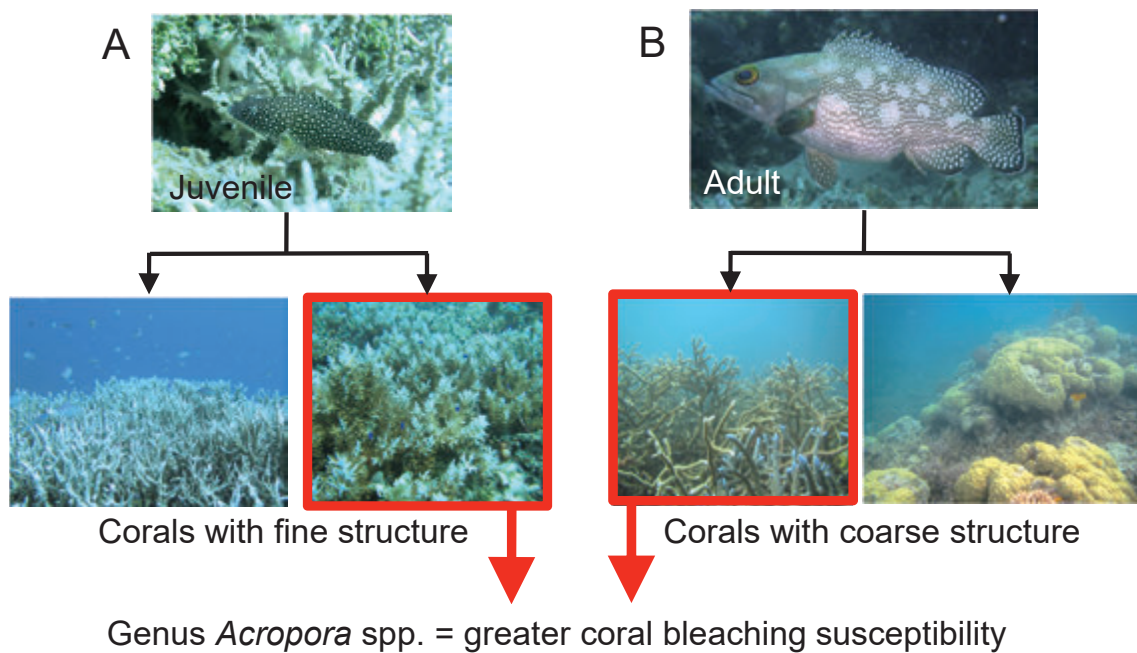 A
B
Juvenile
Adult
Corals with fine structure
Corals with coarse structure
Genus Acropora spp. = greater coral bleaching susceptibility